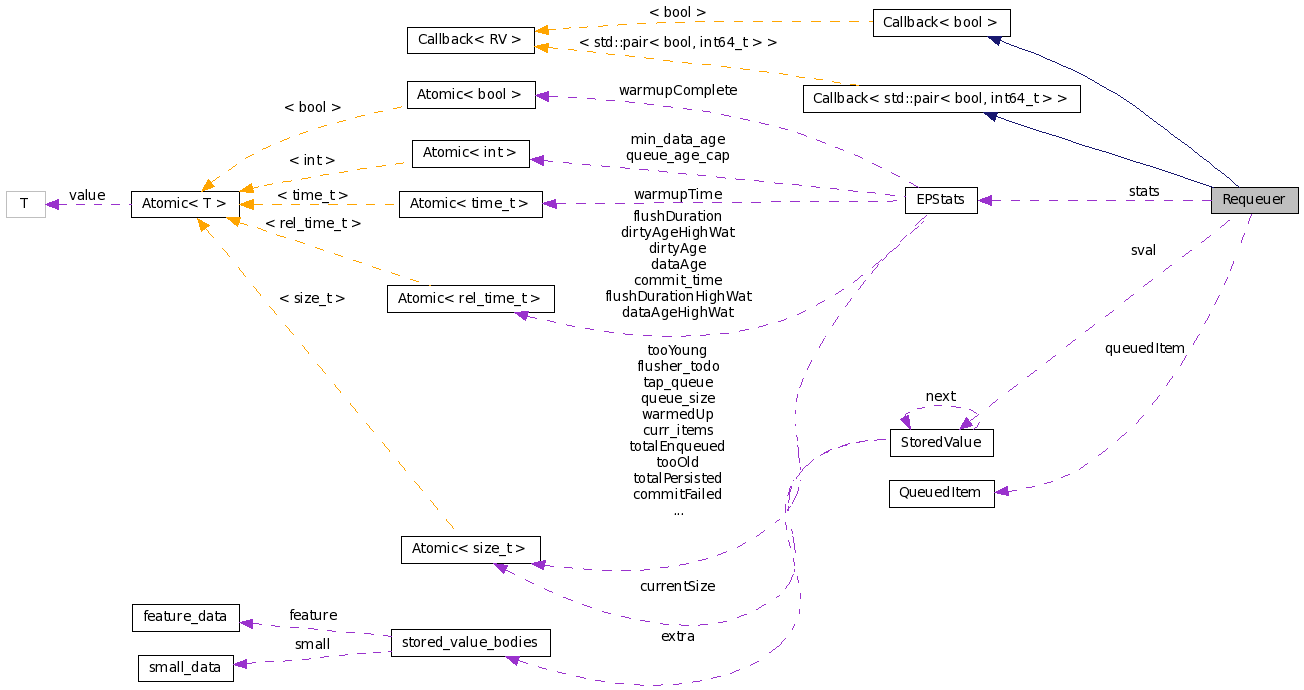 < bool >
Callback< bool >
Callback< RV >
< std::pair< bool, int64_t > >
Atomic< bool >
warmupComplete
Callback< std::pair< bool, int64_t > >
< bool >
min_data_age
queue_age_cap
Atomic< int >
< int >
T
value
Atomic< T >
< time_t >
Atomic< time_t >
warmupTime
EPStats
stats
Requeuer
< rel_time_t >
flushDuration
dirtyAgeHighWat
dirtyAge
dataAge
commit_time
flushDurationHighWat
dataAgeHighWat
sval
< size_t >
Atomic< rel_time_t >
queuedItem
tooYoung
flusher_todo
tap_queue
queue_size
warmedUp
curr_items
totalEnqueued
tooOld
totalPersisted
commitFailed
...
next
StoredValue
QueuedItem
Atomic< size_t >
currentSize
feature_data
feature
extra
stored_value_bodies
small
small_data